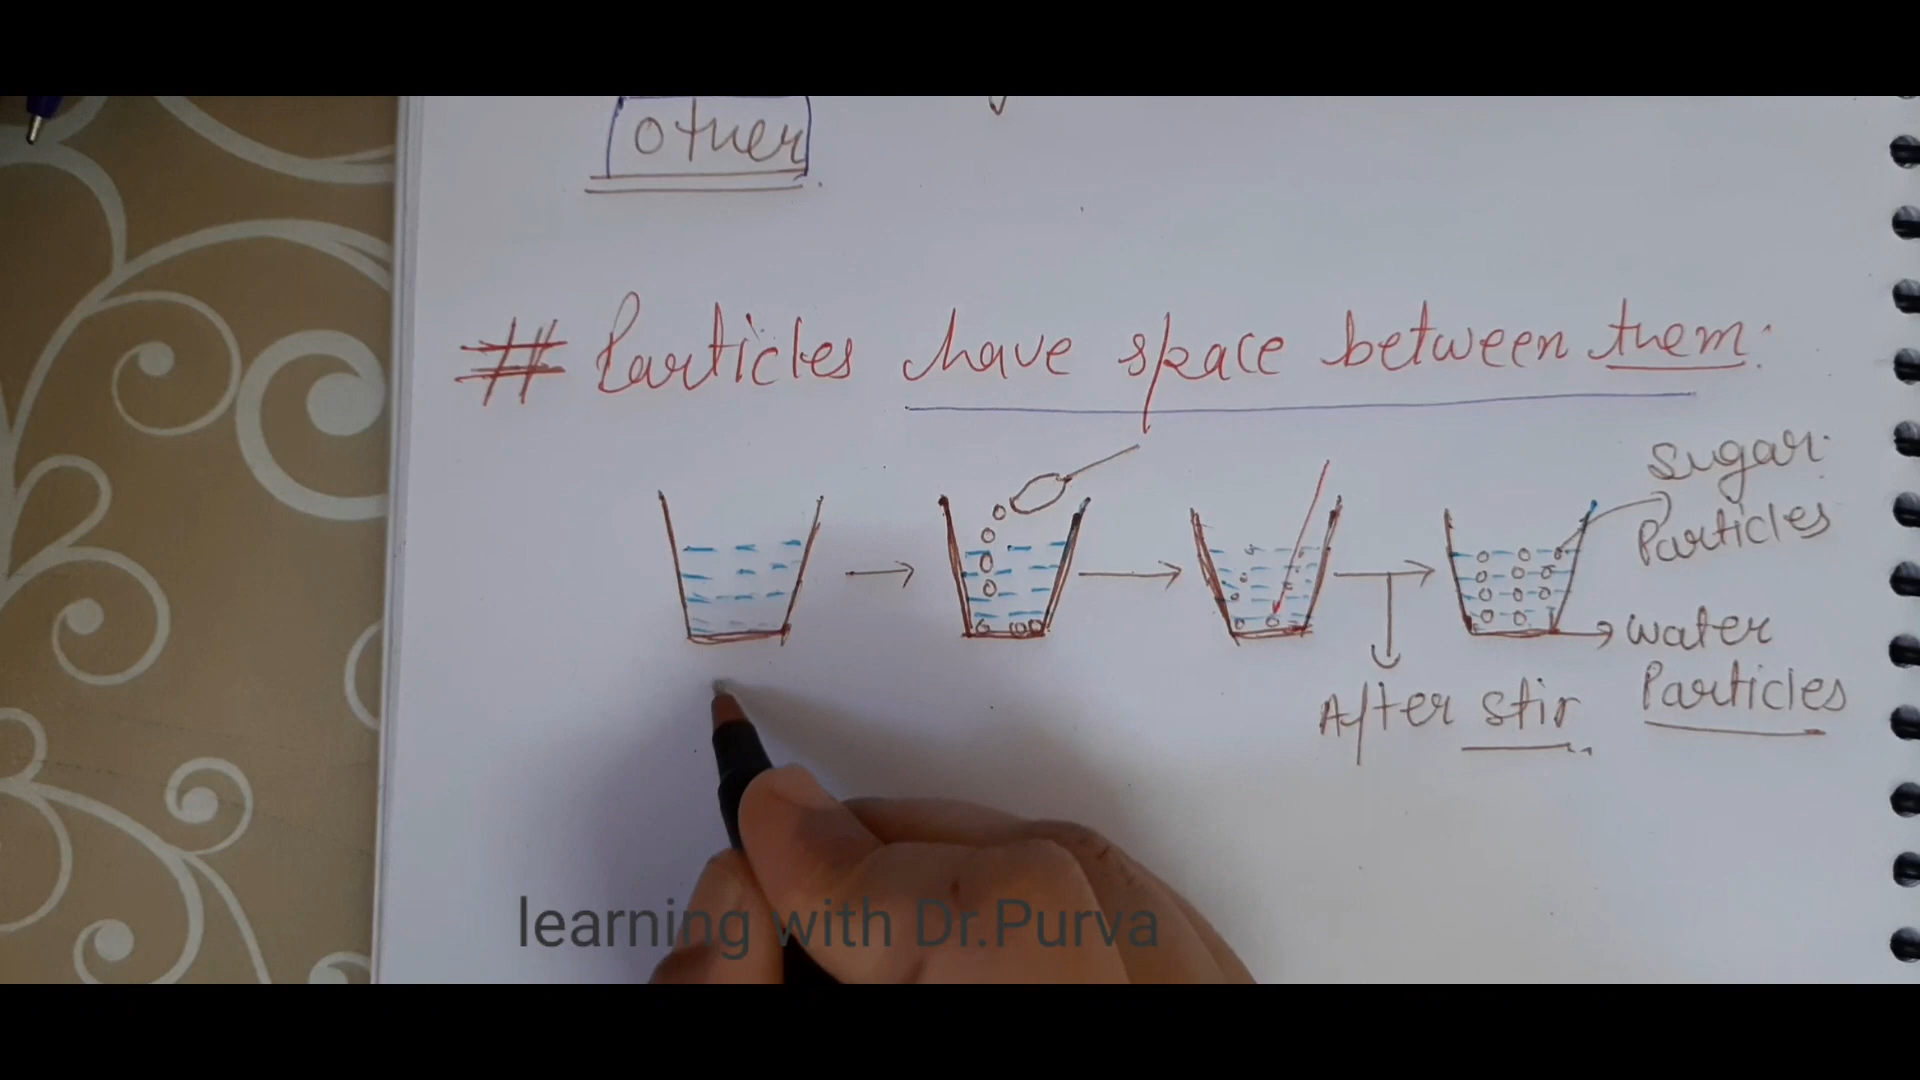 other
# Particles have space between them.
Sugar
Particles
water
Particles
After stir
learning with Dr.Purva